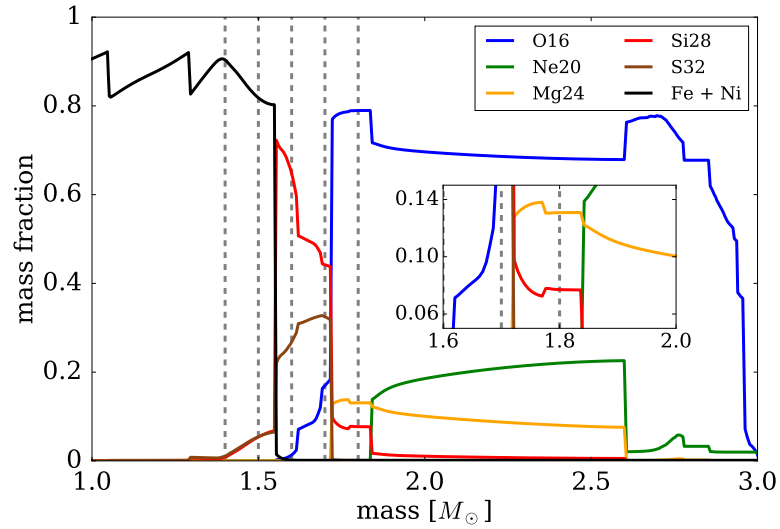 1
0.8
0.6
0.4
0.2
0
mass fraction
1.0 1.5 2.0 2.5 3.0
mass [M☉]
O16
Ne20
Mg24
Si28
S32
Fe + Ni
0.14
0.10
0.06
1.6 1.8 2.0